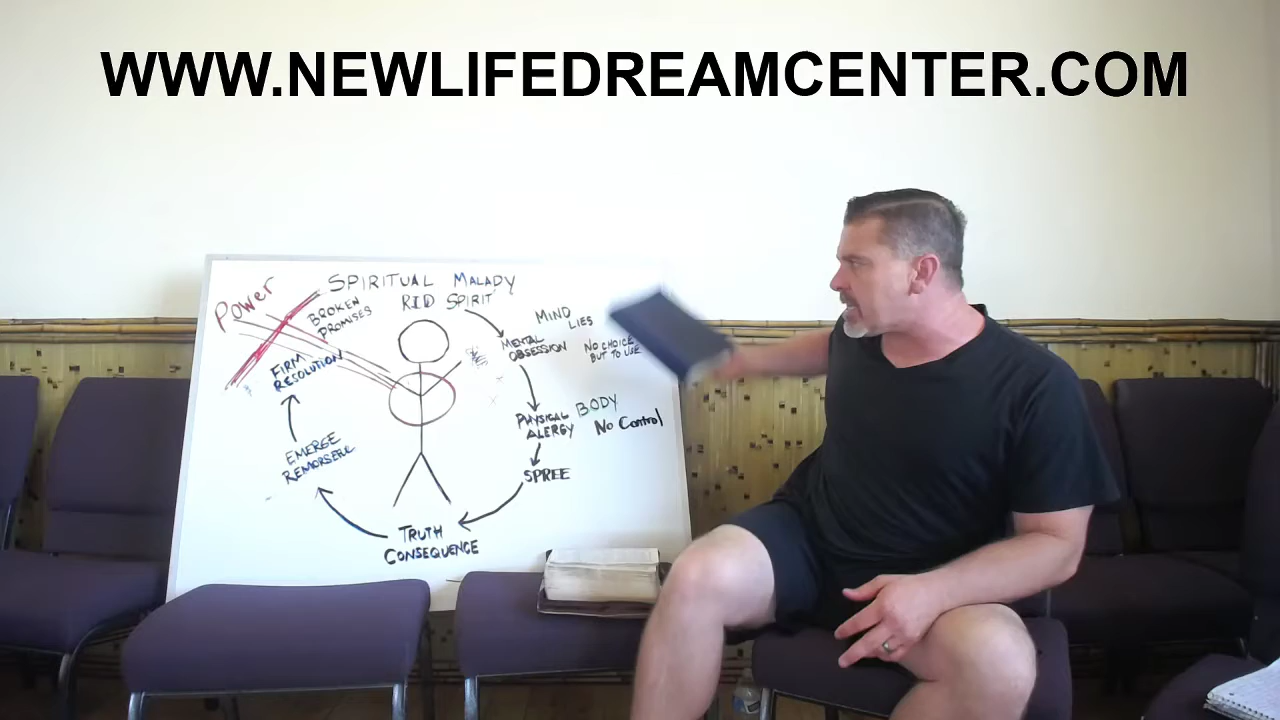 WWW.NEWLIFEDREAMCENTER.COM
POWER
SPIRITUAL MALADY
RID SPIRIT
BROKEN
PROMISES
MIND
LIES
MENTAL
OBSESSION
NO CHOICE
BUT TO USE
FIRM
RESOLUTION
PHYSICAL
ALERGY
BODY
No Control
EMERGE
REMORSEFUL
SPREE
TRUTH
CONSEQUENCE